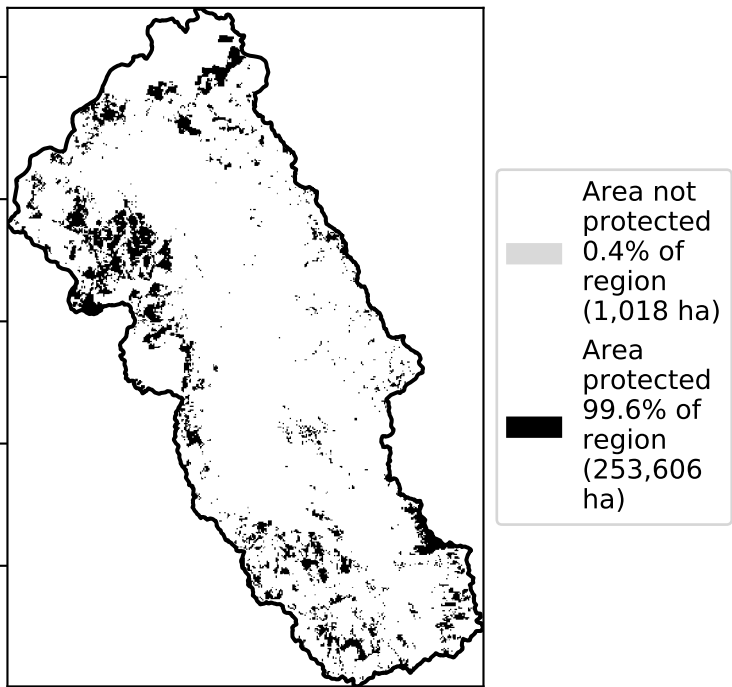 Area not
protected
0.4% of
region
(1,018 ha)
Area
protected
99.6% of
region
(253,606
ha)